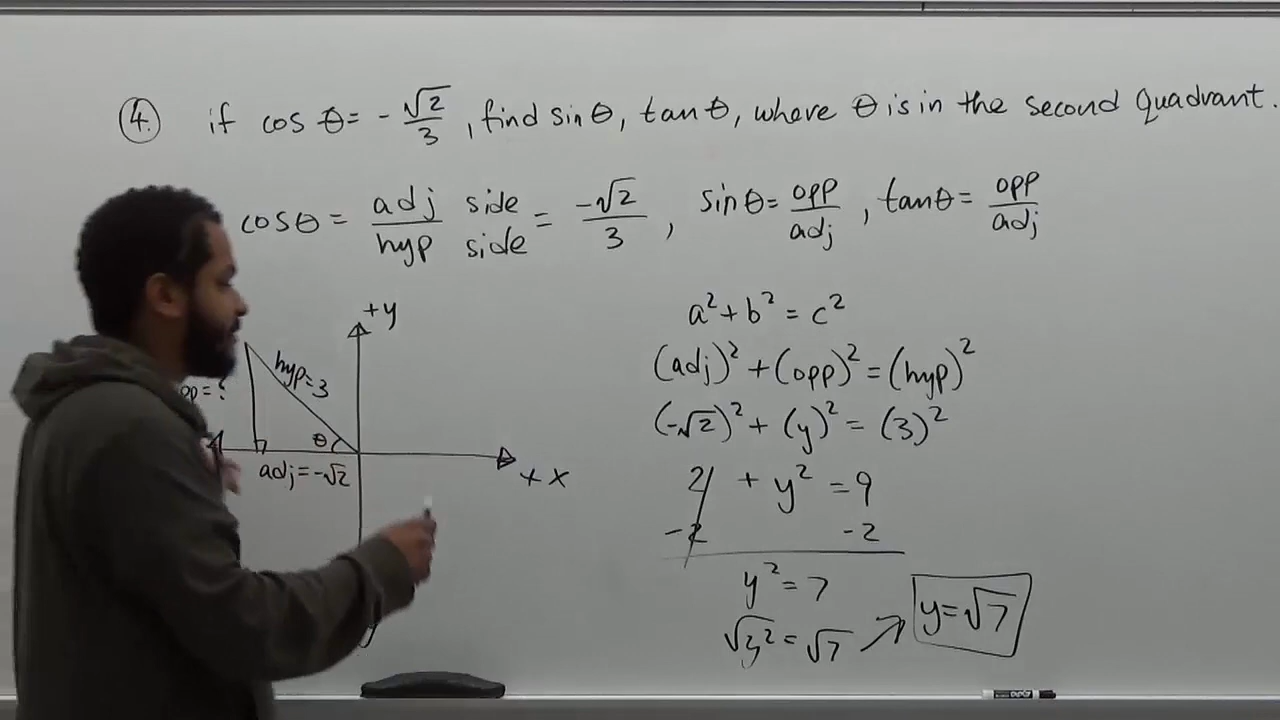 4. if cos θ = -√2/3, find sin θ, tan θ, where θ is in the second quadrant.
cos θ = adj side/hyp side = -√2/3, sin θ = opp/adj, tan θ = opp/adj
+y
hyp=3
opp=?
θ
adj=-√2
+x
a² + b² = c²
(adj)² + (opp)² = (hyp)²
(-√2)² + (y)² = (3)²
2 + y² = 9
-2 -2
y² = 7
√y² = √7
y=√7